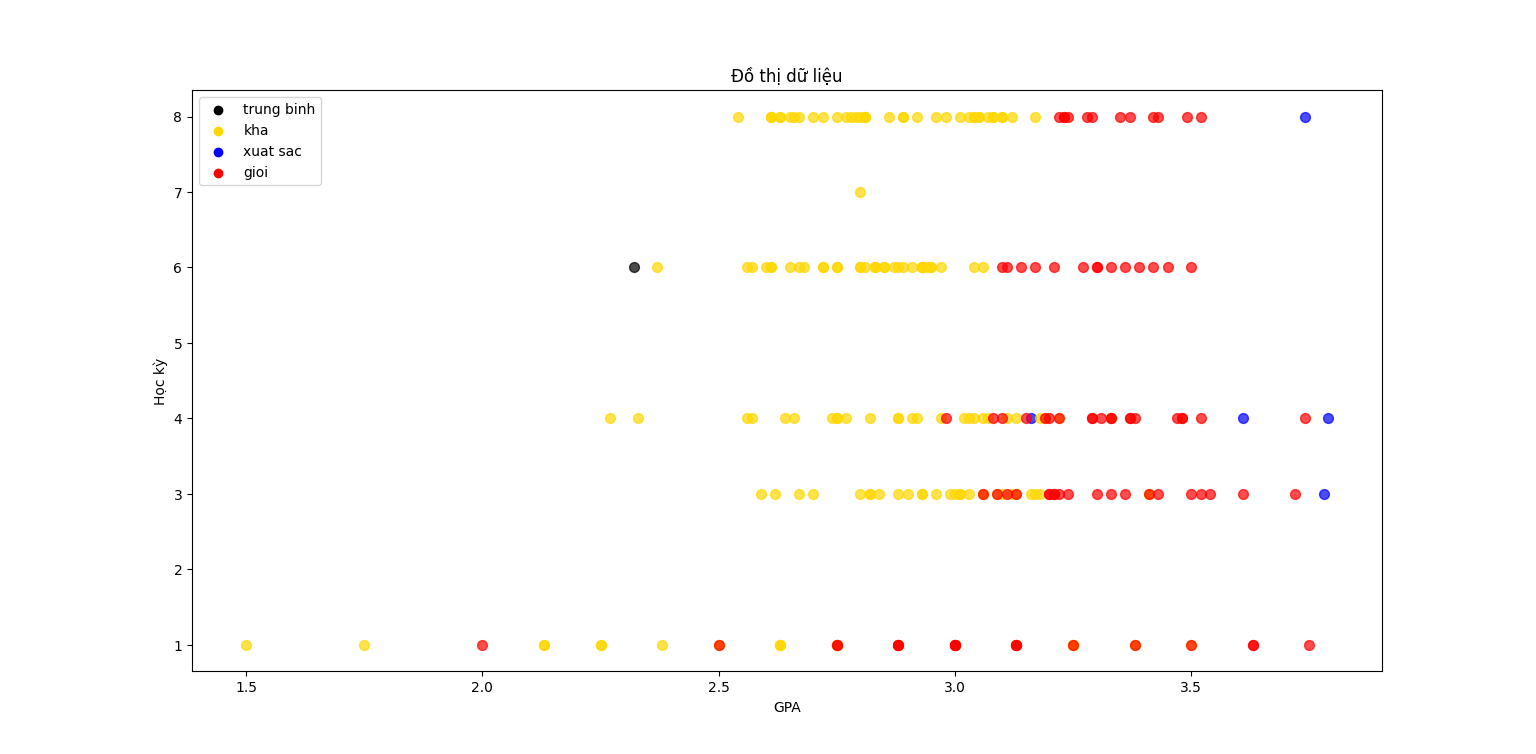 Đồ thị dữ liệu
trung binh
kha
xuat sac
gioi
8
7
6
5
4
3
2
1
Học kỳ
1.5 2.0 2.5 3.0 3.5
GPA